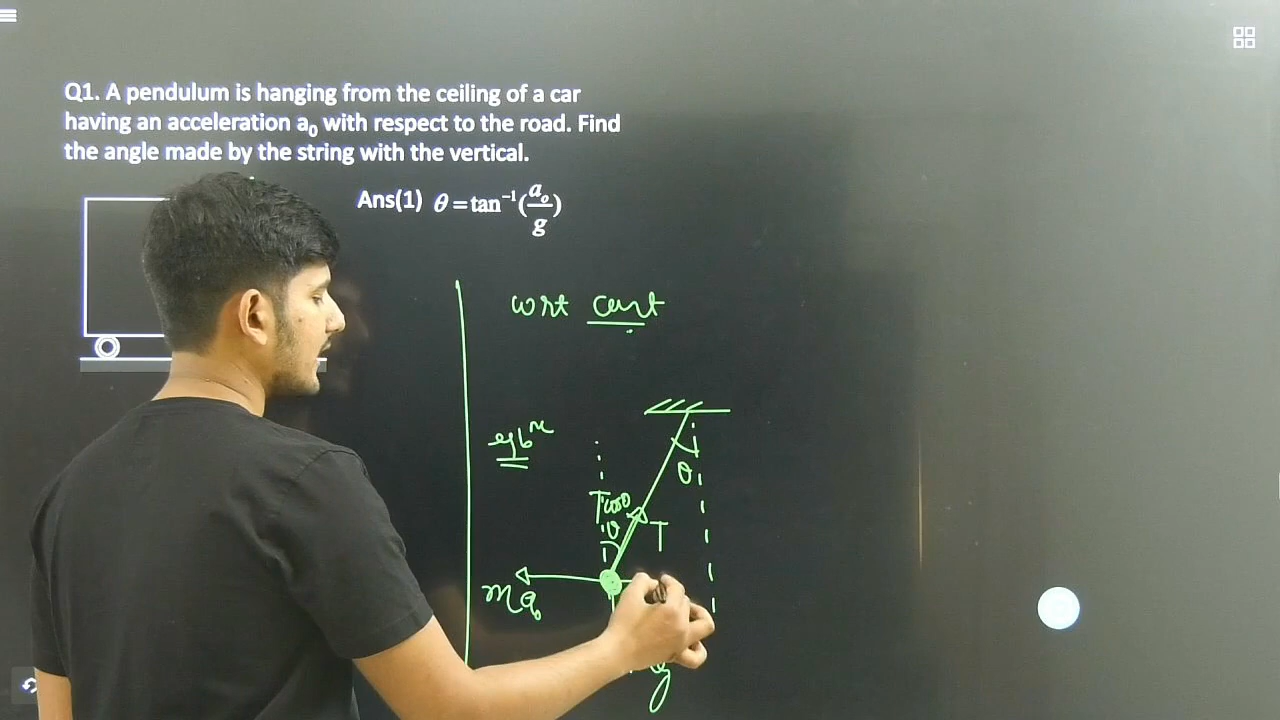 Q1. A pendulum is hanging from the ceiling of a car
having an acceleration a₀ with respect to the road. Find
the angle made by the string with the vertical.
Ans(1) θ = tan⁻¹(a₀/g)
wrt cart
eqbᵐ
θ
Tcosθ
θ
T
ma₀
g